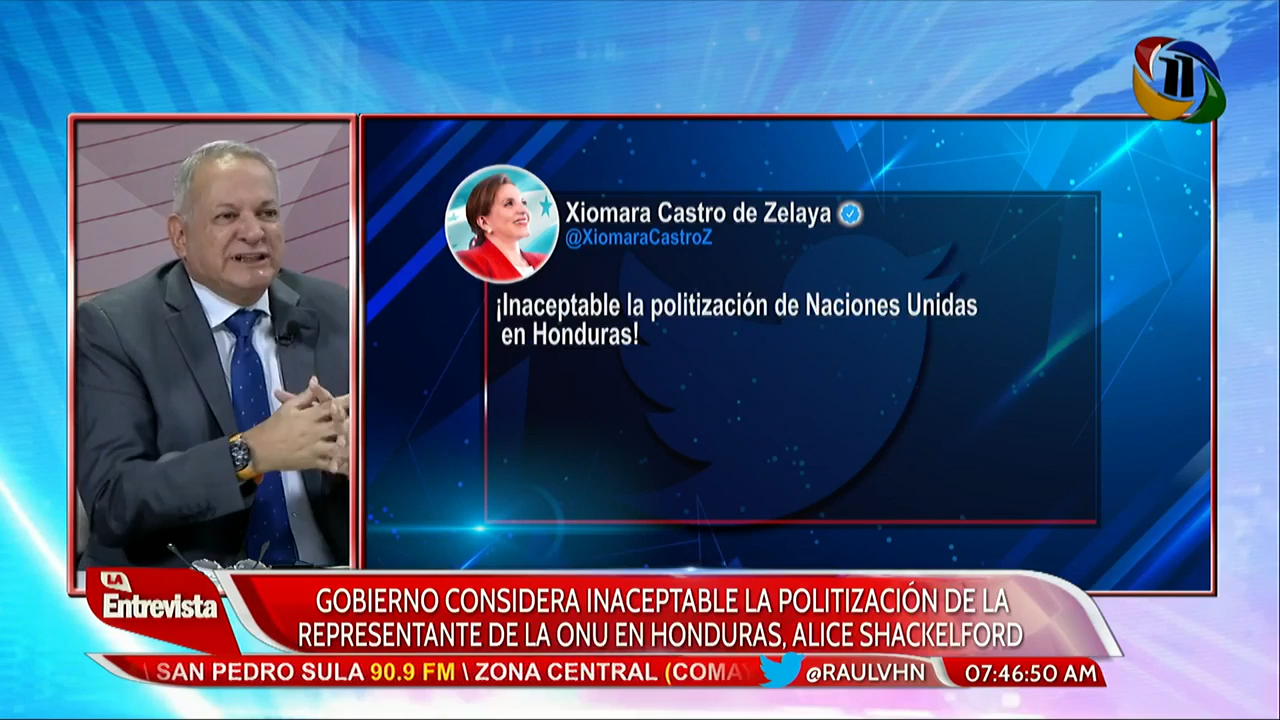 11
Xiomara Castro de Zelaya
@XiomaraCastroZ
¡Inaceptable la politización de Naciones Unidas
en Honduras!
LA
Entrevista
GOBIERNO CONSIDERA INACEPTABLE LA POLITIZACIÓN DE LA
REPRESENTANTE DE LA ONU EN HONDURAS, ALICE SHACKELFORD
\ SAN PEDRO SULA 90.9 FM \ ZONA CENTRAL (COMAY @RAULVHN 07:46:50 AM